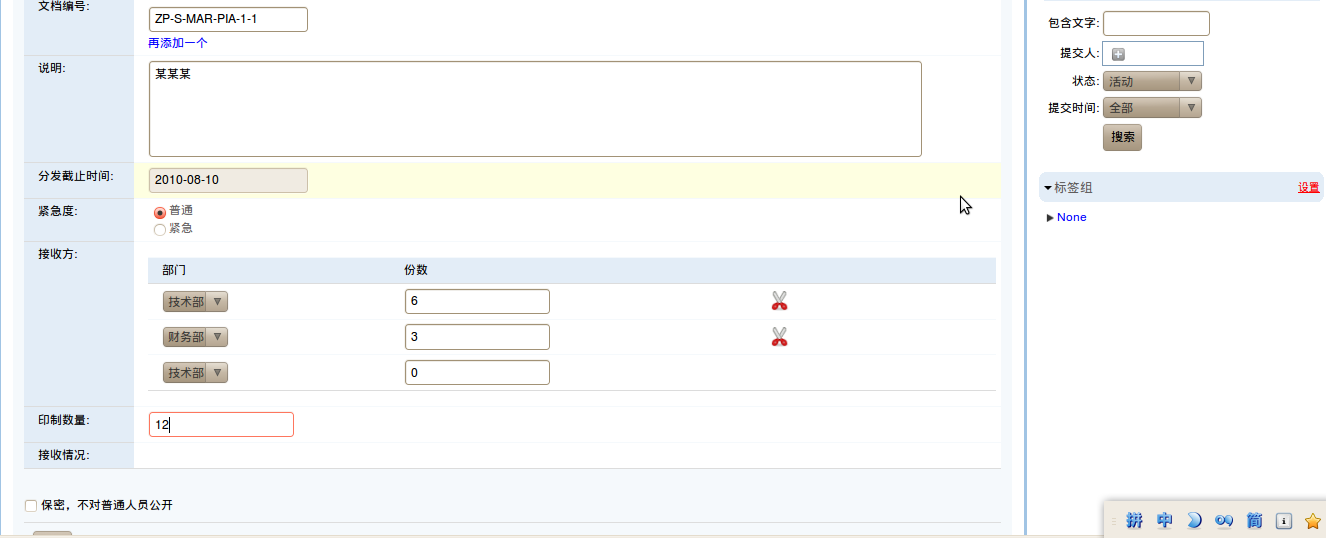 文档编号:
ZP-S-MAR-PIA-1-1
再添加一个
说明:
某某某
分发截止时间:
2010-08-10
紧急度:
普通
紧急
接收方:
部门 份数
技术部 6
财务部 3
技术部 0
印制数量:
12
接收情况:
保密，不对普通人员公开
包含文字:
提交人:
状态: 活动
提交时间: 全部
搜索
标签组 设置
None
拼 中 简